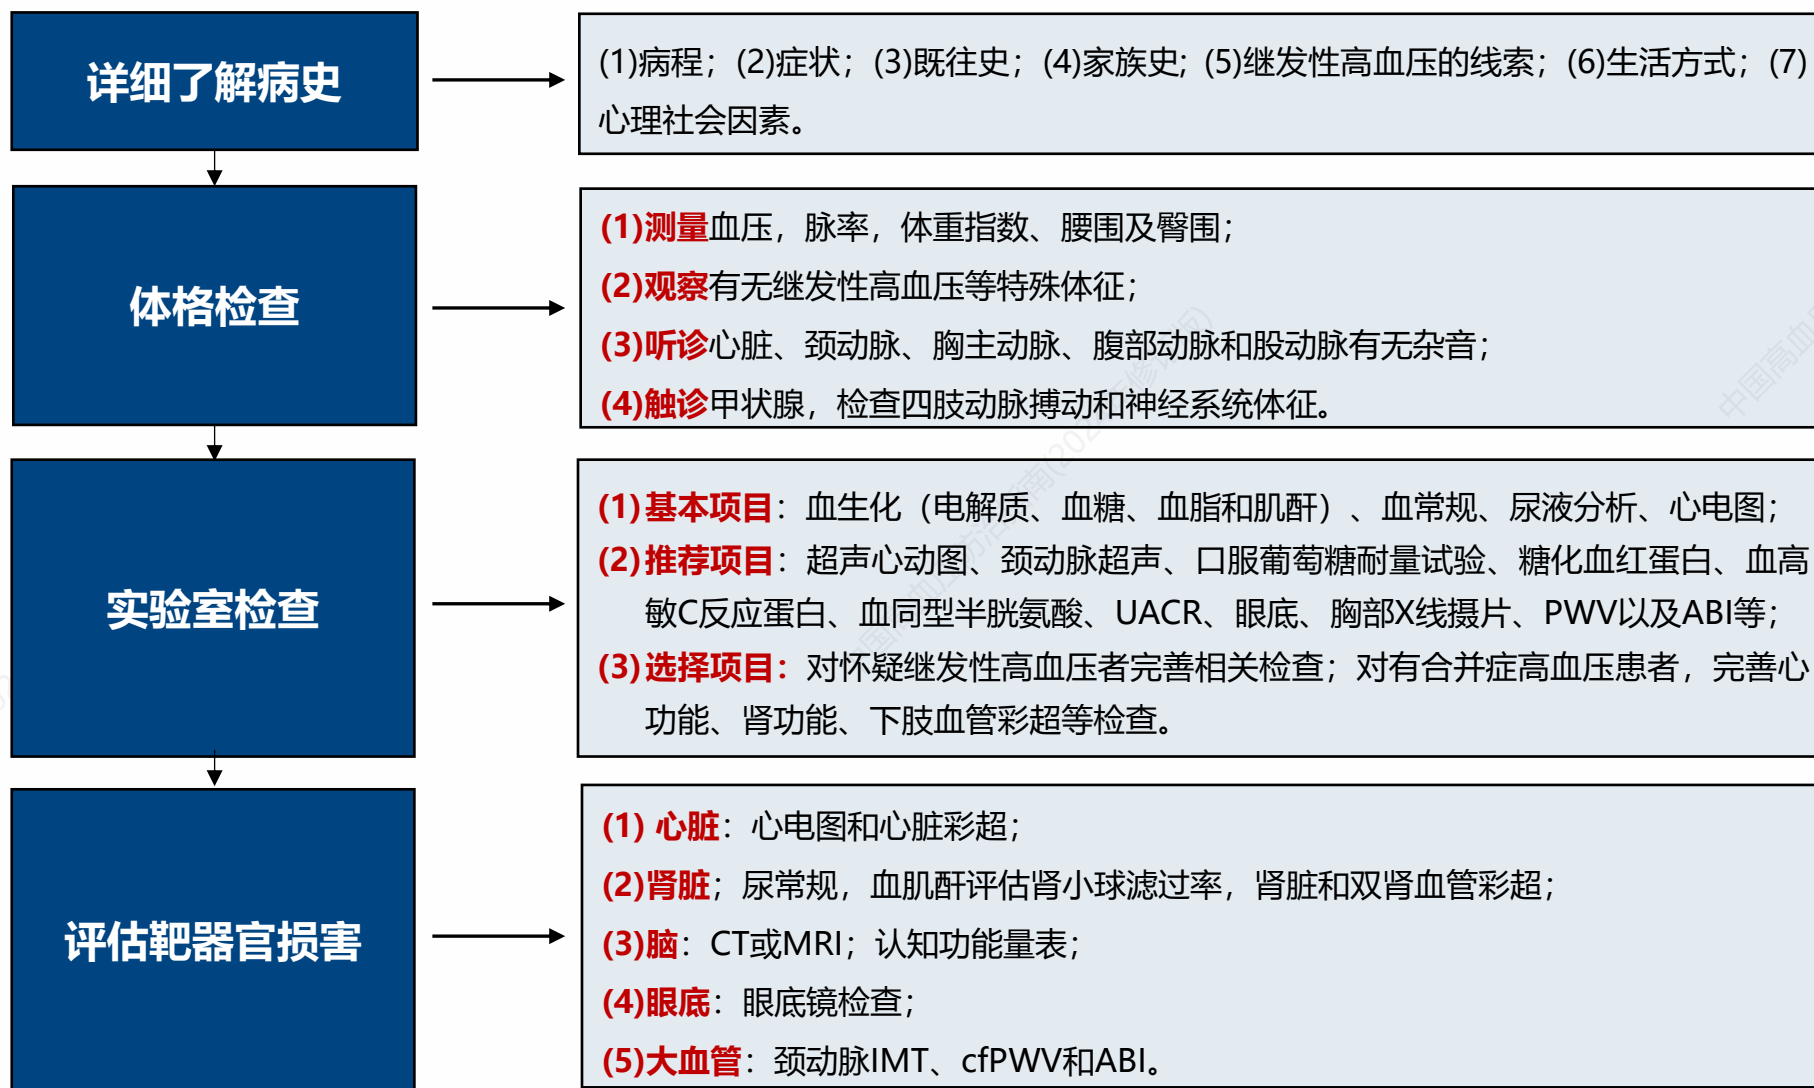 详细了解病史
(1)病程；(2)症状；(3)既往史；(4)家族史; (5)继发性高血压的线索；(6)生活方式；(7)
心理社会因素。
体格检查
(1)测量血压，脉率，体重指数、腰围及臀围；
(2)观察有无继发性高血压等特殊体征；
(3)听诊心脏、颈动脉、胸主动脉、腹部动脉和股动脉有无杂音；
(4)触诊甲状腺，检查四肢动脉搏动和神经系统体征。
实验室检查
(1)基本项目：血生化（电解质、血糖、血脂和肌酐）、血常规、尿液分析、心电图；
(2)推荐项目：超声心动图、颈动脉超声、口服葡萄糖耐量试验、糖化血红蛋白、血高
敏C反应蛋白、血同型半胱氨酸、UACR、眼底、胸部X线摄片、PWV以及ABI等；
(3)选择项目：对怀疑继发性高血压者完善相关检查；对有合并症高血压患者，完善心
功能、肾功能、下肢血管彩超等检查。
评估靶器官损害
(1) 心脏：心电图和心脏彩超；
(2)肾脏；尿常规，血肌酐评估肾小球滤过率，肾脏和双肾血管彩超；
(3)脑：CT或MRI；认知功能量表；
(4)眼底：眼底镜检查；
(5)大血管：颈动脉IMT、cfPWV和ABI。